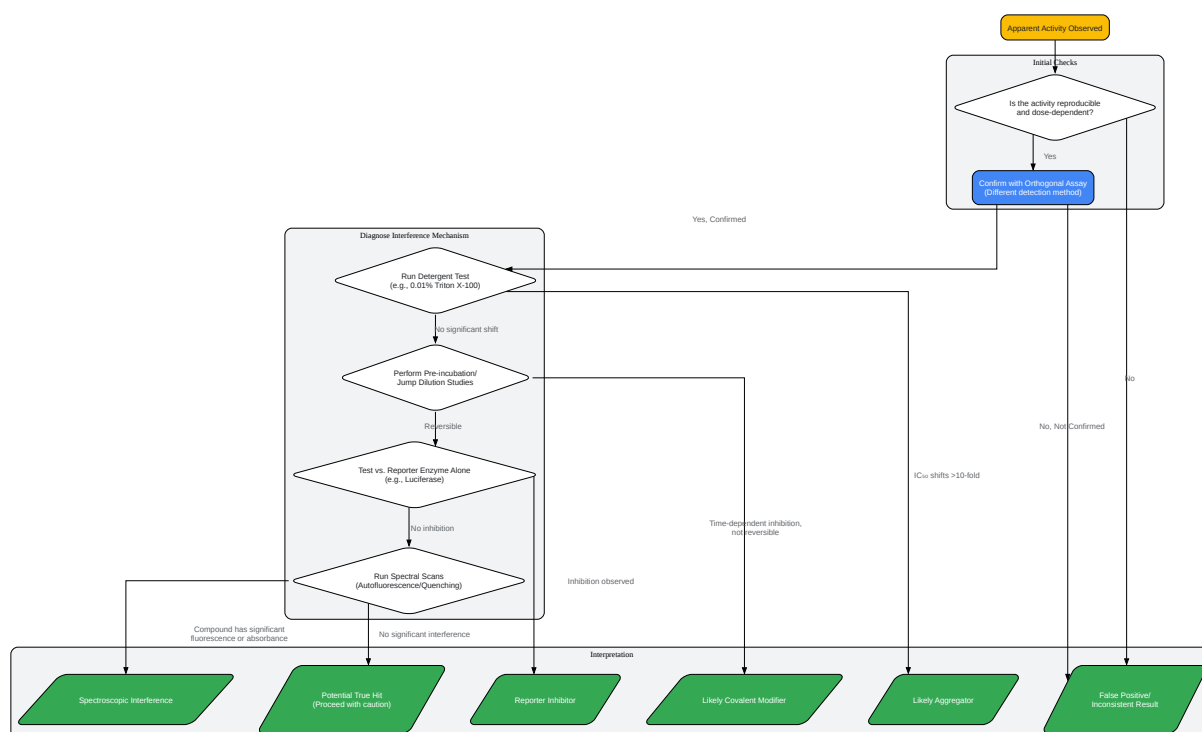 Apparent Activity Observed
Initial Checks
Is the activity reproducible
and dose-dependent?
Yes
Confirm with Orthogonal Assay
(Different detection method)
Yes, Confirmed
Diagnose Interference Mechanism
Run Detergent Test
(e.g., 0.01% Triton X-100)
No significant shift
Perform Pre-incubation/
Jump Dilution Studies
No
Reversible
No, Not Confirmed
Test vs. Reporter Enzyme Alone
(e.g., Luciferase)
IC₅₀ shifts >10-fold
No inhibition
Time-dependent inhibition,
not reversible
Run Spectral Scans
(Autofluorescence/Quenching)
Inhibition observed
Compound has significant
fluorescence or absorbance
No significant interference
Interpretation
Spectroscopic Interference
Potential True Hit
(Proceed with caution)
Reporter Inhibitor
Likely Covalent Modifier
Likely Aggregator
False Positive/
Inconsistent Result